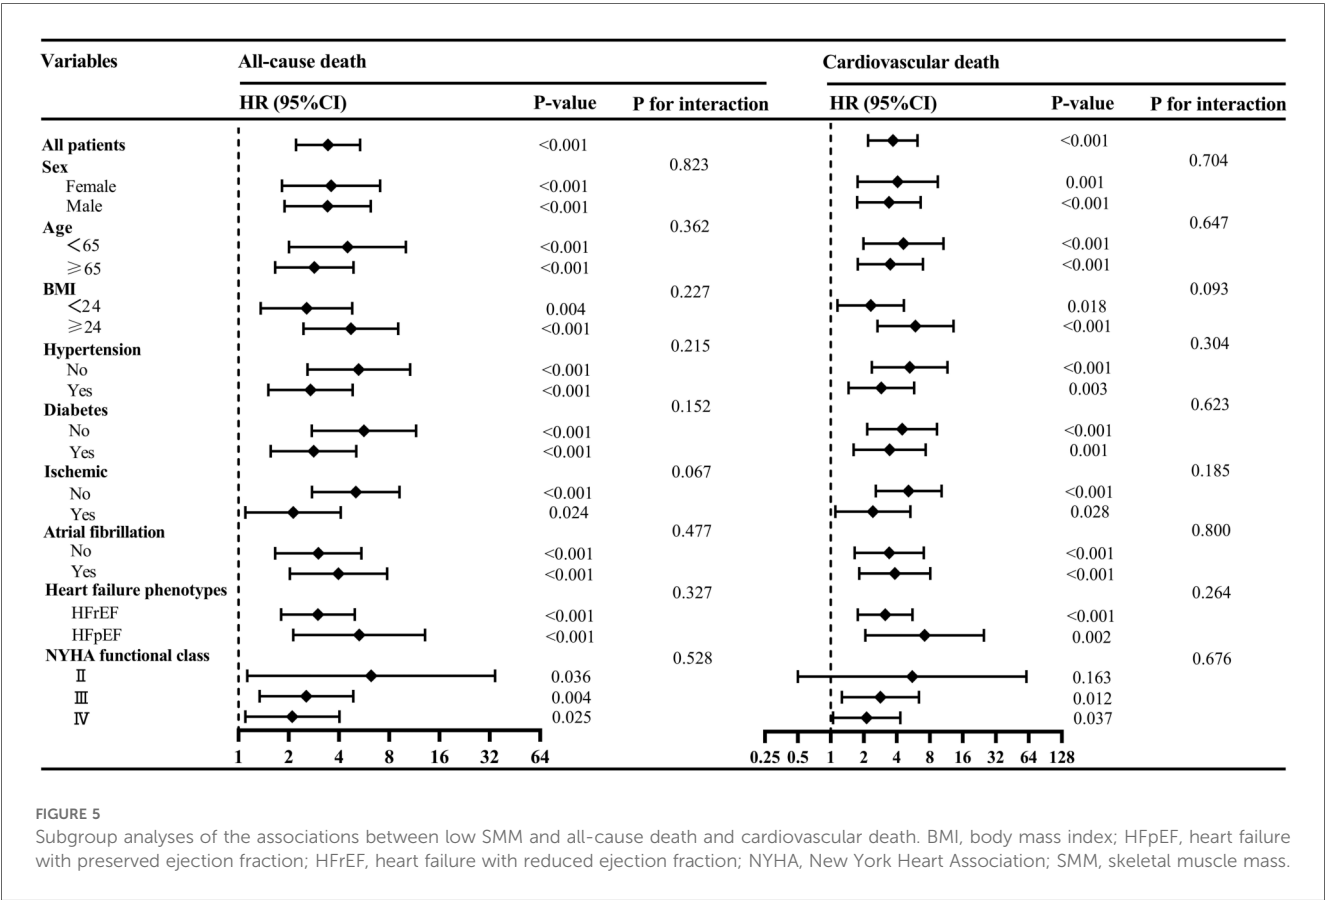 Variables All-cause death Cardiovascular death
HR (95%CI) P-value P for interaction HR (95%CI) P-value P for interaction
All patients <0.001 <0.001
Sex 0.823 0.704
Female <0.001 0.001
Male <0.001 <0.001
Age 0.362 0.647
<65 <0.001 <0.001
≥65 <0.001 <0.001
BMI 0.227 0.093
<24 0.004 0.018
≥24 <0.001 <0.001
Hypertension 0.215 0.304
No <0.001 <0.001
Yes <0.001 0.003
Diabetes 0.152 0.623
No <0.001 <0.001
Yes <0.001 0.001
Ischemic 0.067 0.185
No <0.001 <0.001
Yes 0.024 0.028
Atrial fibrillation 0.477 0.800
No <0.001 <0.001
Yes <0.001 <0.001
Heart failure phenotypes 0.327 0.264
HFrEF <0.001 <0.001
HFpEF <0.001 0.002
NYHA functional class 0.528 0.676
Ⅱ 0.036 0.163
Ⅲ 0.004 0.012
Ⅳ 0.025 0.037
1 2 4 8 16 32 64 0.25 0.5 1 2 4 8 16 32 64 128
FIGURE 5
Subgroup analyses of the associations between low SMM and all-cause death and cardiovascular death. BMI, body mass index; HFpEF, heart failure
with preserved ejection fraction; HFrEF, heart failure with reduced ejection fraction; NYHA, New York Heart Association; SMM, skeletal muscle mass.